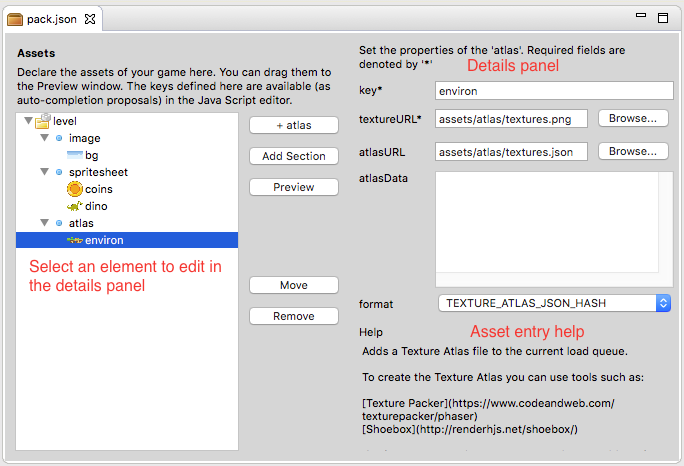 pack.json
Assets
Declare the assets of your game here. You can drag them to
the Preview window. The keys defined here are available (as
auto-completion proposals) in the Java Script editor.
level
image
bg
spritesheet
coins
dino
atlas
environ
Select an element to edit in
the details panel
+ atlas
Add Section
Preview
Move
Remove
Set the properties of the 'atlas'. Required fields are
denoted by '*'
Details panel
key*
environ
textureURL*
assets/atlas/textures.png
Browse...
atlasURL
assets/atlas/textures.json
Browse...
atlasData
format
TEXTURE_ATLAS_JSON_HASH
Help
Asset entry help
Adds a Texture Atlas file to the current load queue.
To create the Texture Atlas you can use tools such as:
[Texture Packer](https://www.codeandweb.com/
texturepacker/phaser)
[Shoebox](http://renderhjs.net/shoebox/)